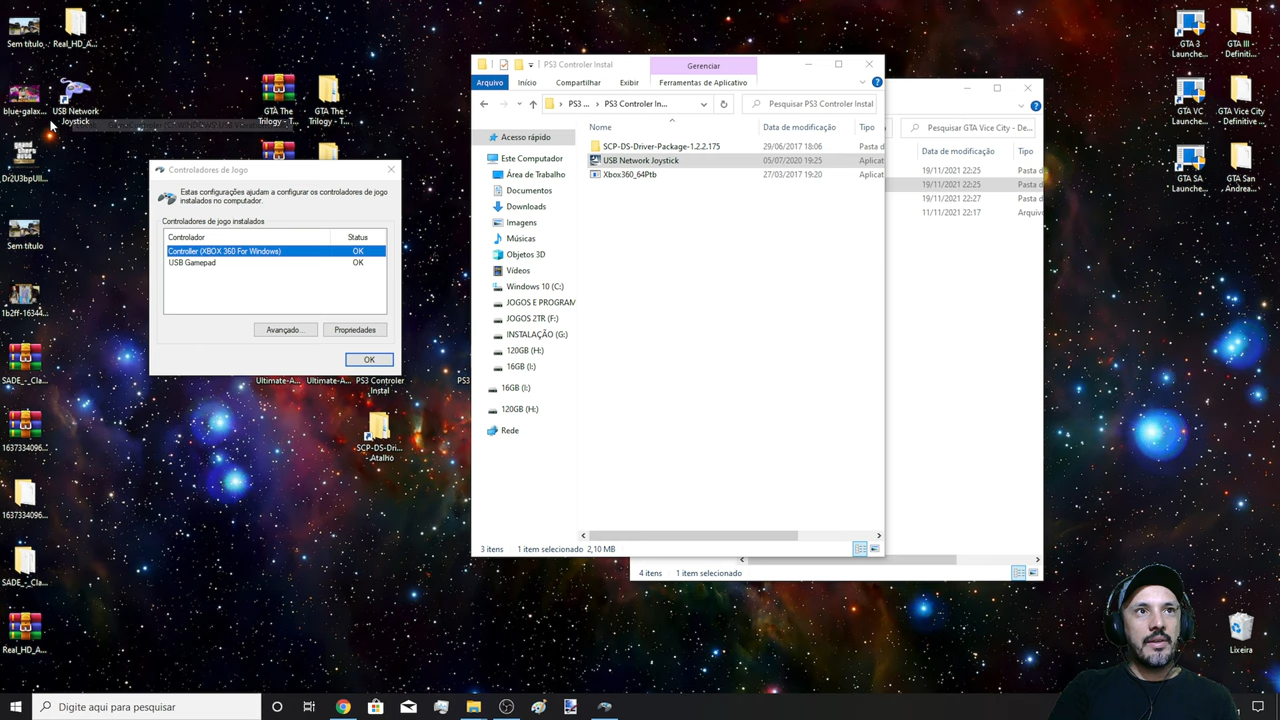 Sem título
Real_HD_A...
blue-galax...
USB Network
Joystick
GTA The
Trilogy - T...
GTA The
Trilogy - ...
DrZU3brpUII...
Sem título
1b2ff-16344...
SADE_-_Cla...
1637334096...
1637334096...
SADE_-_Cla...
Real_HD_A...
Ultimate-A...
Ultimate-A...
PS3 Controler
Instal
PS3
SCP-DS-Dri...
- Atalho
Controladores de Jogo
Estas configurações ajudam a configurar os controladores de jogo
instalados no computador.
Controladores de jogo instalados
Controlador
Status
Controller (XBOX 360 For Windows)
OK
USB Gamepad
OK
Avançado...
Propriedades
OK
PS3 Controler Instal
Gerenciar
Arquivo
Início
Compartilhar
Exibir
Ferramentas de Aplicativo
PS3 ...
PS3 Controler In...
Pesquisar PS3 Controler Instal
Acesso rápido
Este Computador
Área de Trabalho
Documentos
Downloads
Imagens
Músicas
Objetos 3D
Vídeos
Windows 10 (C:)
JOGOS E PROGRAM
JOGOS 2TR (F:)
INSTALAÇÃO (G:)
120GB (H:)
16GB (I:)
16GB (I:)
120GB (H:)
Rede
Nome
Data de modificação
Tipo
SCP-DS-Driver-Package-1.2.2.175
29/06/2017 18:06
Pasta d
USB Network Joystick
05/07/2020 19:25
Aplicat
Xbox360_64Ptb
27/03/2017 19:20
Aplicat
3 itens
1 item selecionado 2,10 MB
Pesquisar GTA Vice City - De...
Data de modificação
Tipo
19/11/2021 22:25
Pasta d
19/11/2021 22:25
Pasta d
19/11/2021 22:27
Pasta d
11/11/2021 22:17
Arquivo
4 itens
1 item selecionado
GTA 3
Launche...
GTA III -
Definitive ...
GTA VC
Launche...
GTA Vice City -
Definitive ...
GTA SA
Launche...
GTA San
Andrea...
Lixeira
Digite aqui para pesquisar